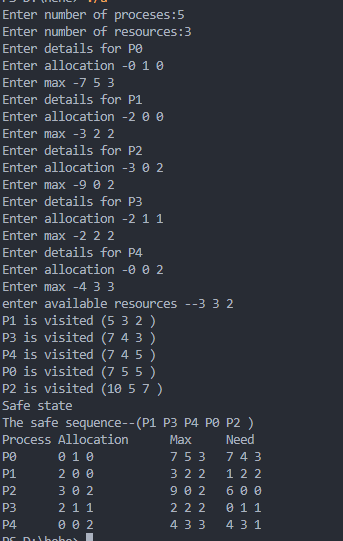 Enter number of proceses:5
Enter number of resources:3
Enter details for P0
Enter allocation -0 1 0
Enter max -7 5 3
Enter details for P1
Enter allocation -2 0 0
Enter max -3 2 2
Enter details for P2
Enter allocation -3 0 2
Enter max -9 0 2
Enter details for P3
Enter allocation -2 1 1
Enter max -2 2 2
Enter details for P4
Enter allocation -0 0 2
Enter max -4 3 3
enter available resources --3 3 2
P1 is visited (5 3 2 )
P3 is visited (7 4 3 )
P4 is visited (7 4 5 )
P0 is visited (7 5 5 )
P2 is visited (10 5 7 )
Safe state
The safe sequence--(P1 P3 P4 P0 P2 )
Process Allocation Max Need
P0 0 1 0 7 5 3 7 4 3
P1 2 0 0 3 2 2 1 2 2
P2 3 0 2 9 0 2 6 0 0
P3 2 1 1 2 2 2 0 1 1
P4 0 0 2 4 3 3 4 3 1